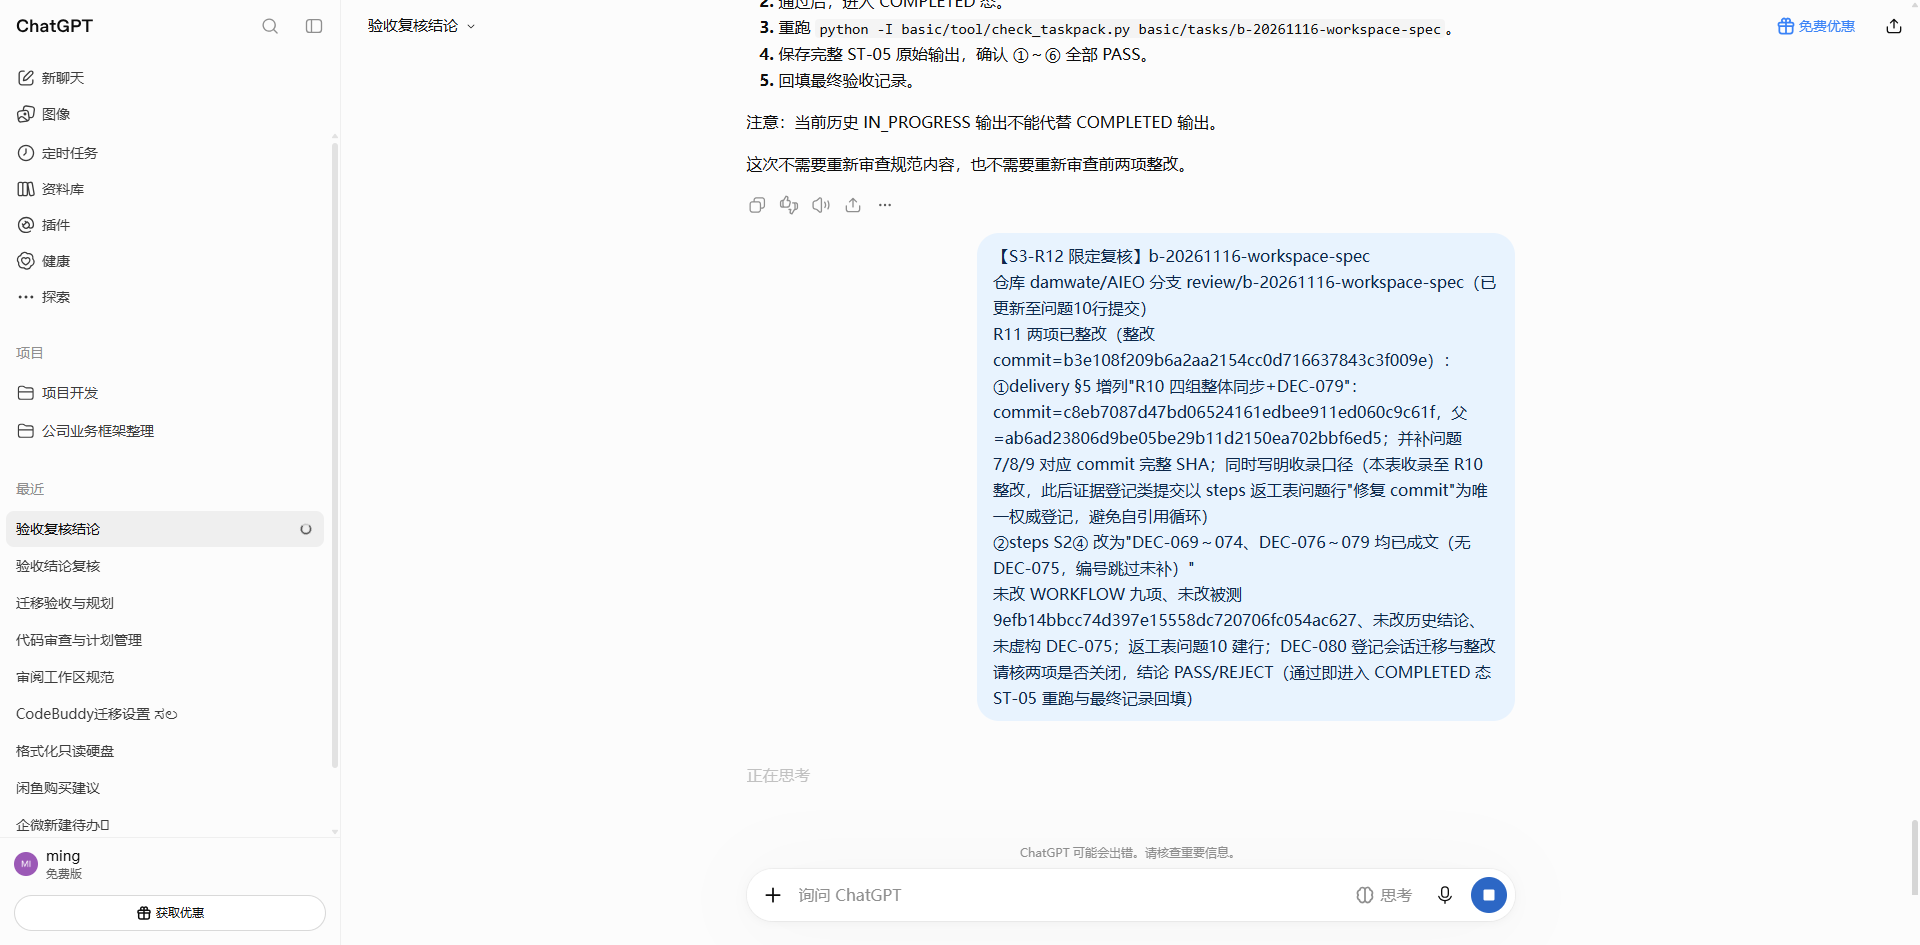 ChatGPT
新聊天
图像
定时任务
资料库
插件
健康
探索
项目
项目开发
公司业务框架整理
最近
验收复核结论
验收结论复核
迁移验收与规划
代码审查与计划管理
审阅工作区规范
CodeBuddy迁移设置
格式化只读硬盘
闲鱼购买建议
企微新建待办
MI
ming
免费版
获取优惠
验收复核结论
免费优惠
2. 通过后，进入 COMPLETED 态。
3. 重跑 python -I basic/tool/check_taskpack.py basic/tasks/b-20261116-workspace-spec。
4. 保存完整 ST-05 原始输出，确认 ①～⑥ 全部 PASS。
5. 回填最终验收记录。
注意：当前历史 IN_PROGRESS 输出不能代替 COMPLETED 输出。
这次不需要重新审查规范内容，也不需要重新审查前两项整改。
【S3-R12 限定复核】b-20261116-workspace-spec
仓库 damwate/AIEO 分支 review/b-20261116-workspace-spec（已
更新至问题10行提交）
R11 两项已整改（整改
commit=b3e108f209b6a2aa2154cc0d716637843c3f009e）：
①delivery §5 增列"R10 四组整体同步+DEC-079"：
commit=c8eb7087d47bd06524161edbee911ed060c9c61f，父
=ab6ad23806d9be05be29b11d2150ea702bbf6ed5；并补问题
7/8/9 对应 commit 完整 SHA；同时写明收录口径（本表收录至 R10
整改，此后证据登记类提交以 steps 返工表问题行"修复 commit"为唯
一权威登记，避免自引用循环）
②steps S2④ 改为"DEC-069～074、DEC-076～079 均已成文（无
DEC-075，编号跳过未补）"
未改 WORKFLOW 九项、未改被测
9efb14bbcc74d397e15558dc720706fc054ac627、未改历史结论、
未虚构 DEC-075；返工表问题10 建行；DEC-080 登记会话迁移与整改
请核两项是否关闭，结论 PASS/REJECT（通过即进入 COMPLETED 态
ST-05 重跑与最终记录回填）
正在思考
ChatGPT 可能会出错。请核查重要信息。
询问 ChatGPT
思考